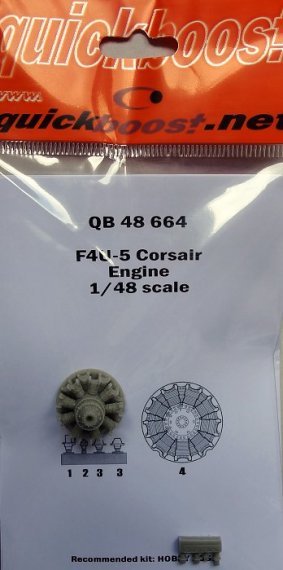 quickboost
www.
quickboost.net
QB 48 664
F4U-5 Corsair
Engine
1/48 scale
1 2 3 3 4
Recommended kit: